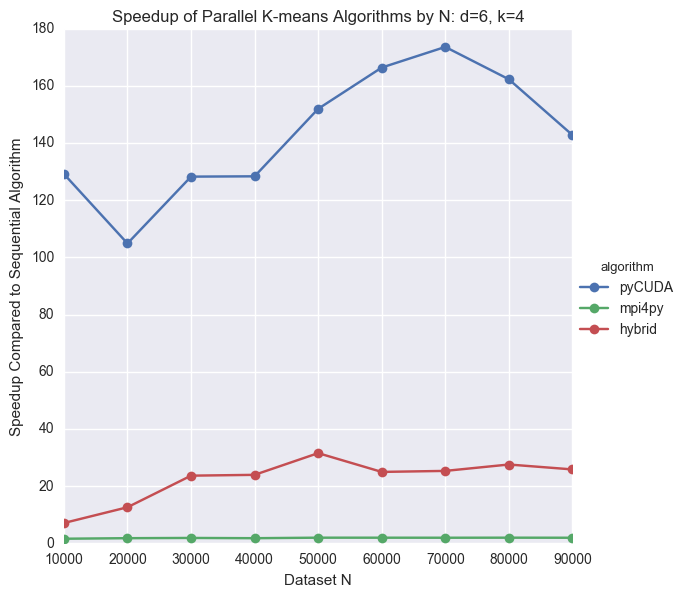 Speedup of Parallel K-means Algorithms by N: d=6, k=4
Speedup Compared to Sequential Algorithm
180
160
140
120
100
80
60
40
20
0
10000 20000 30000 40000 50000 60000 70000 80000 90000
Dataset N
algorithm
pyCUDA
mpi4py
hybrid